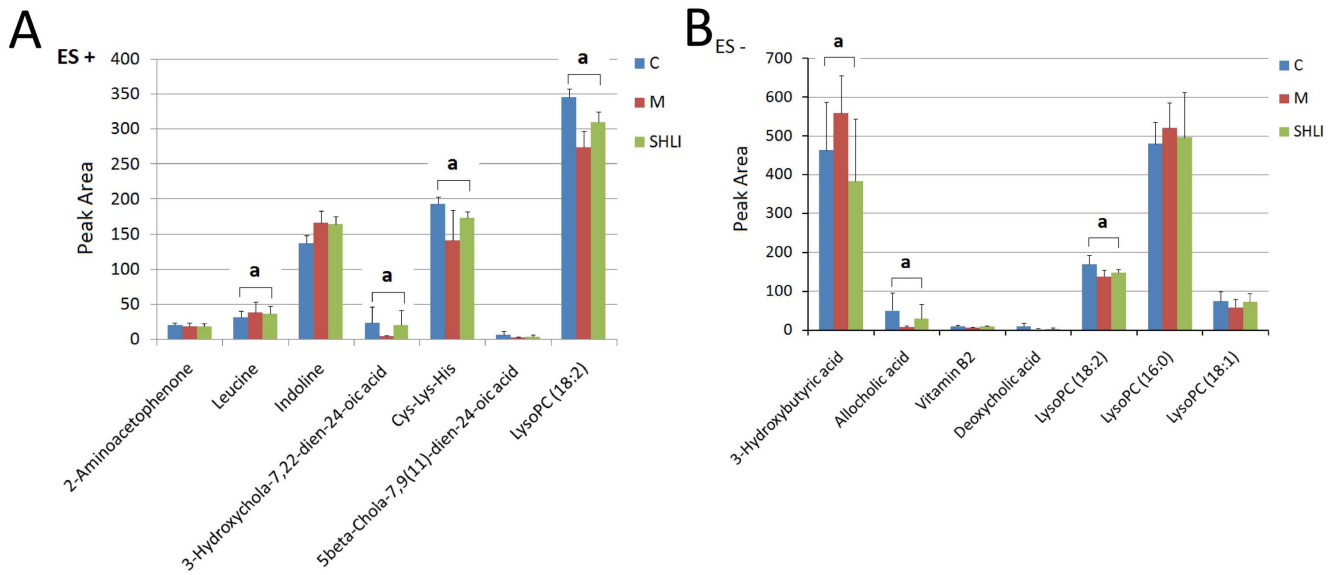 A
ES +
Peak Area
400
350
300
250
200
150
100
50
0
a
a
a
a
C
M
SHLI
2-Aminoacetophenone
Leucine
Indoline
3-Hydroxychola-7,22-dien-24-oic acid
Cys-Lys-His
5beta-Chola-7,9(11)-dien-24-oic acid
LysoPC (18:2)
B
ES -
Peak Area
700
600
500
400
300
200
100
0
a
a
a
C
M
SHLI
3-Hydroxybutyric acid
Allocholic acid
Vitamin B2
Deoxycholic acid
LysoPC (18:2)
LysoPC (16:0)
LysoPC (18:1)